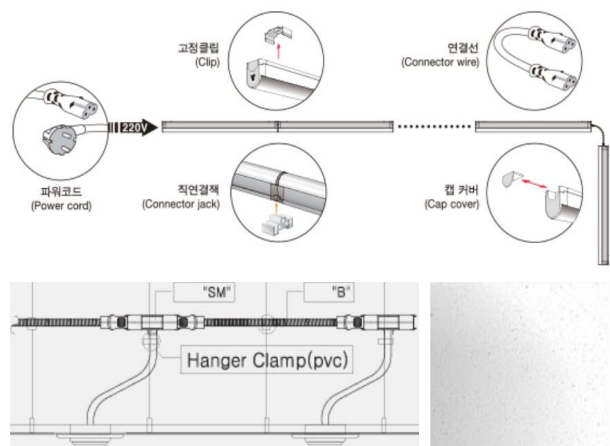 고정클립
(Clip)
연결선
(Connector wire)
220V
파워코드
(Power cord)
직연결잭
(Connector jack)
캡 커버
(Cap cover)
"SM"
"B"
Hanger Clamp(pvc)